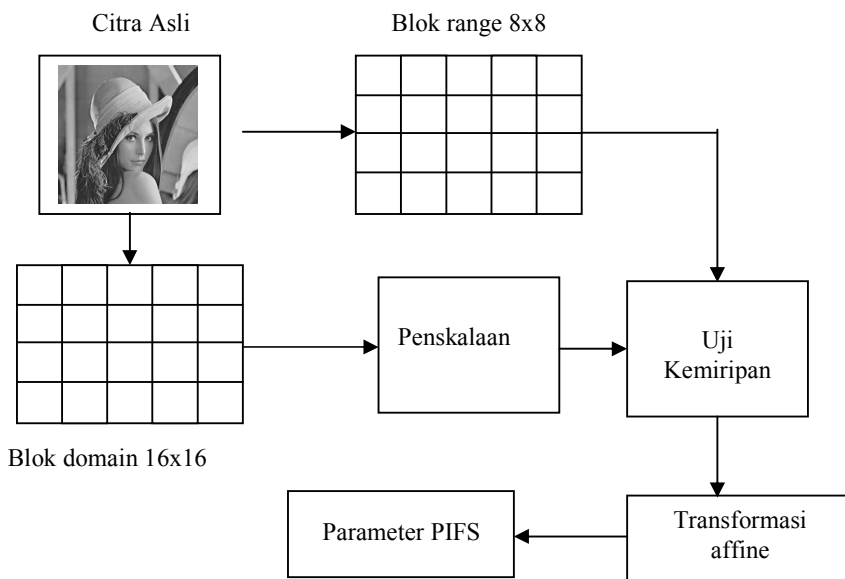 Citra Asli
Blok range 8x8
Penskalaan
Uji
Kemiripan
Blok domain 16x16
Transformasi
affine
Parameter PIFS